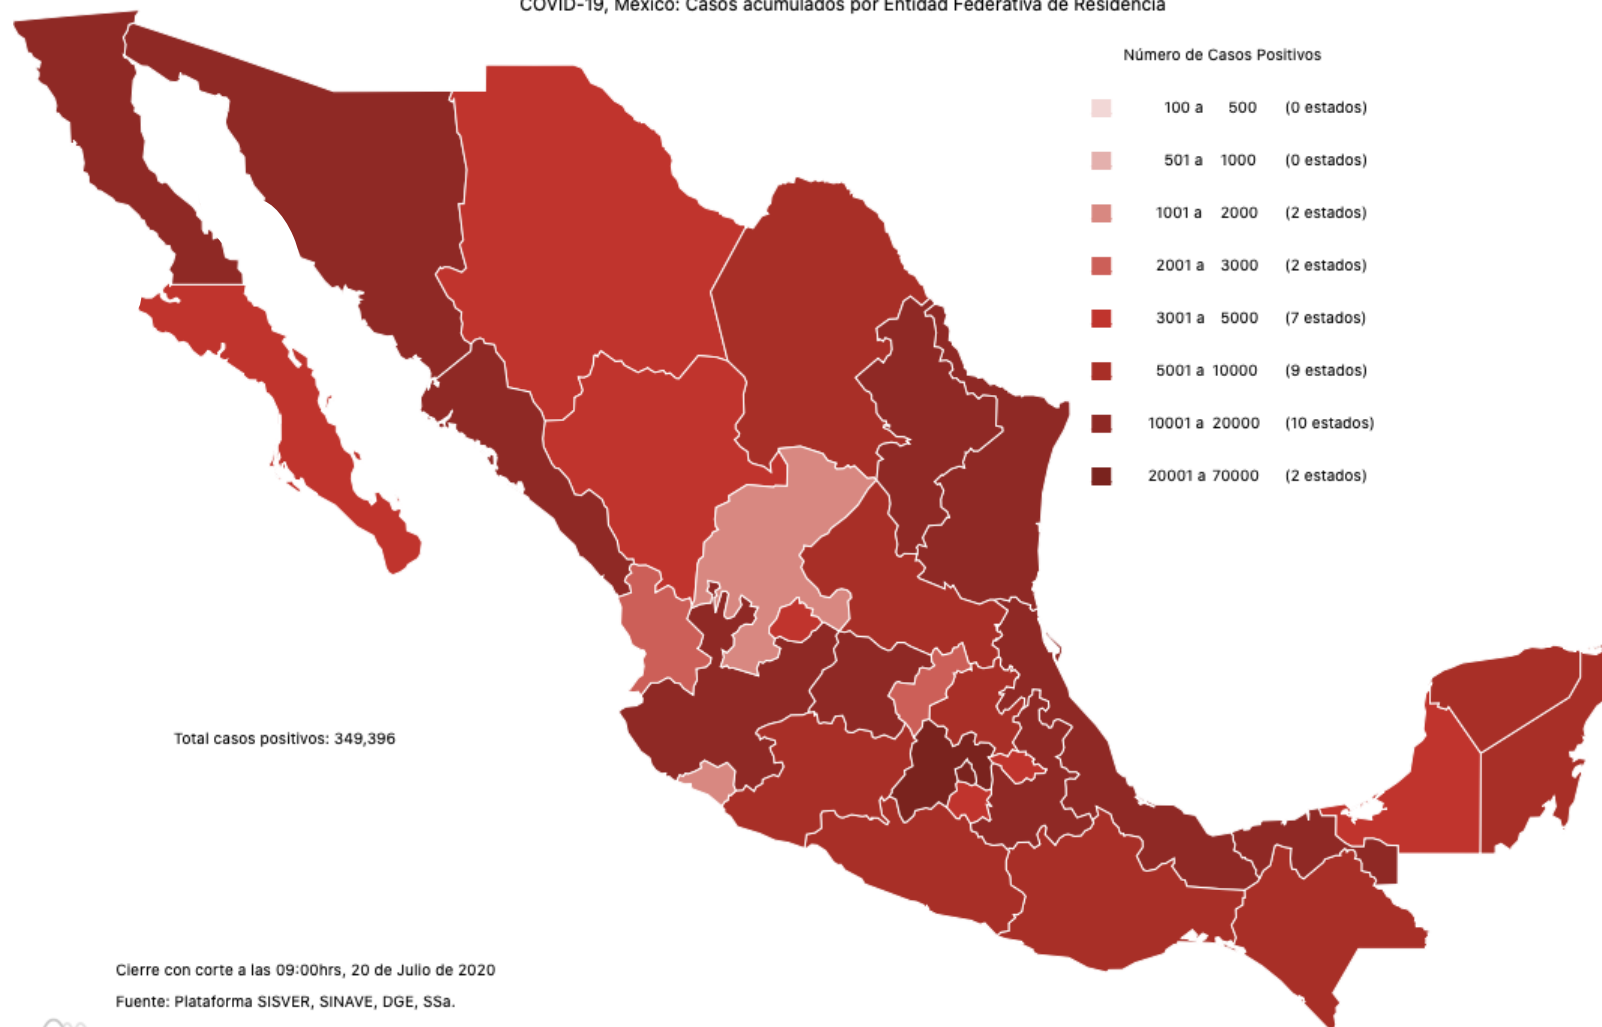 COVID-19, México: Casos acumulados por Entidad Federativa de Residencia
Número de Casos Positivos
100 a 500 (0 estados)
501 a 1000 (0 estados)
1001 a 2000 (2 estados)
2001 a 3000 (2 estados)
3001 a 5000 (7 estados)
5001 a 10000 (9 estados)
10001 a 20000 (10 estados)
20001 a 70000 (2 estados)
Total casos positivos: 349,396
Cierre con corte a las 09:00hrs, 20 de Julio de 2020
Fuente: Plataforma SISVER, SINAVE, DGE, SSa.